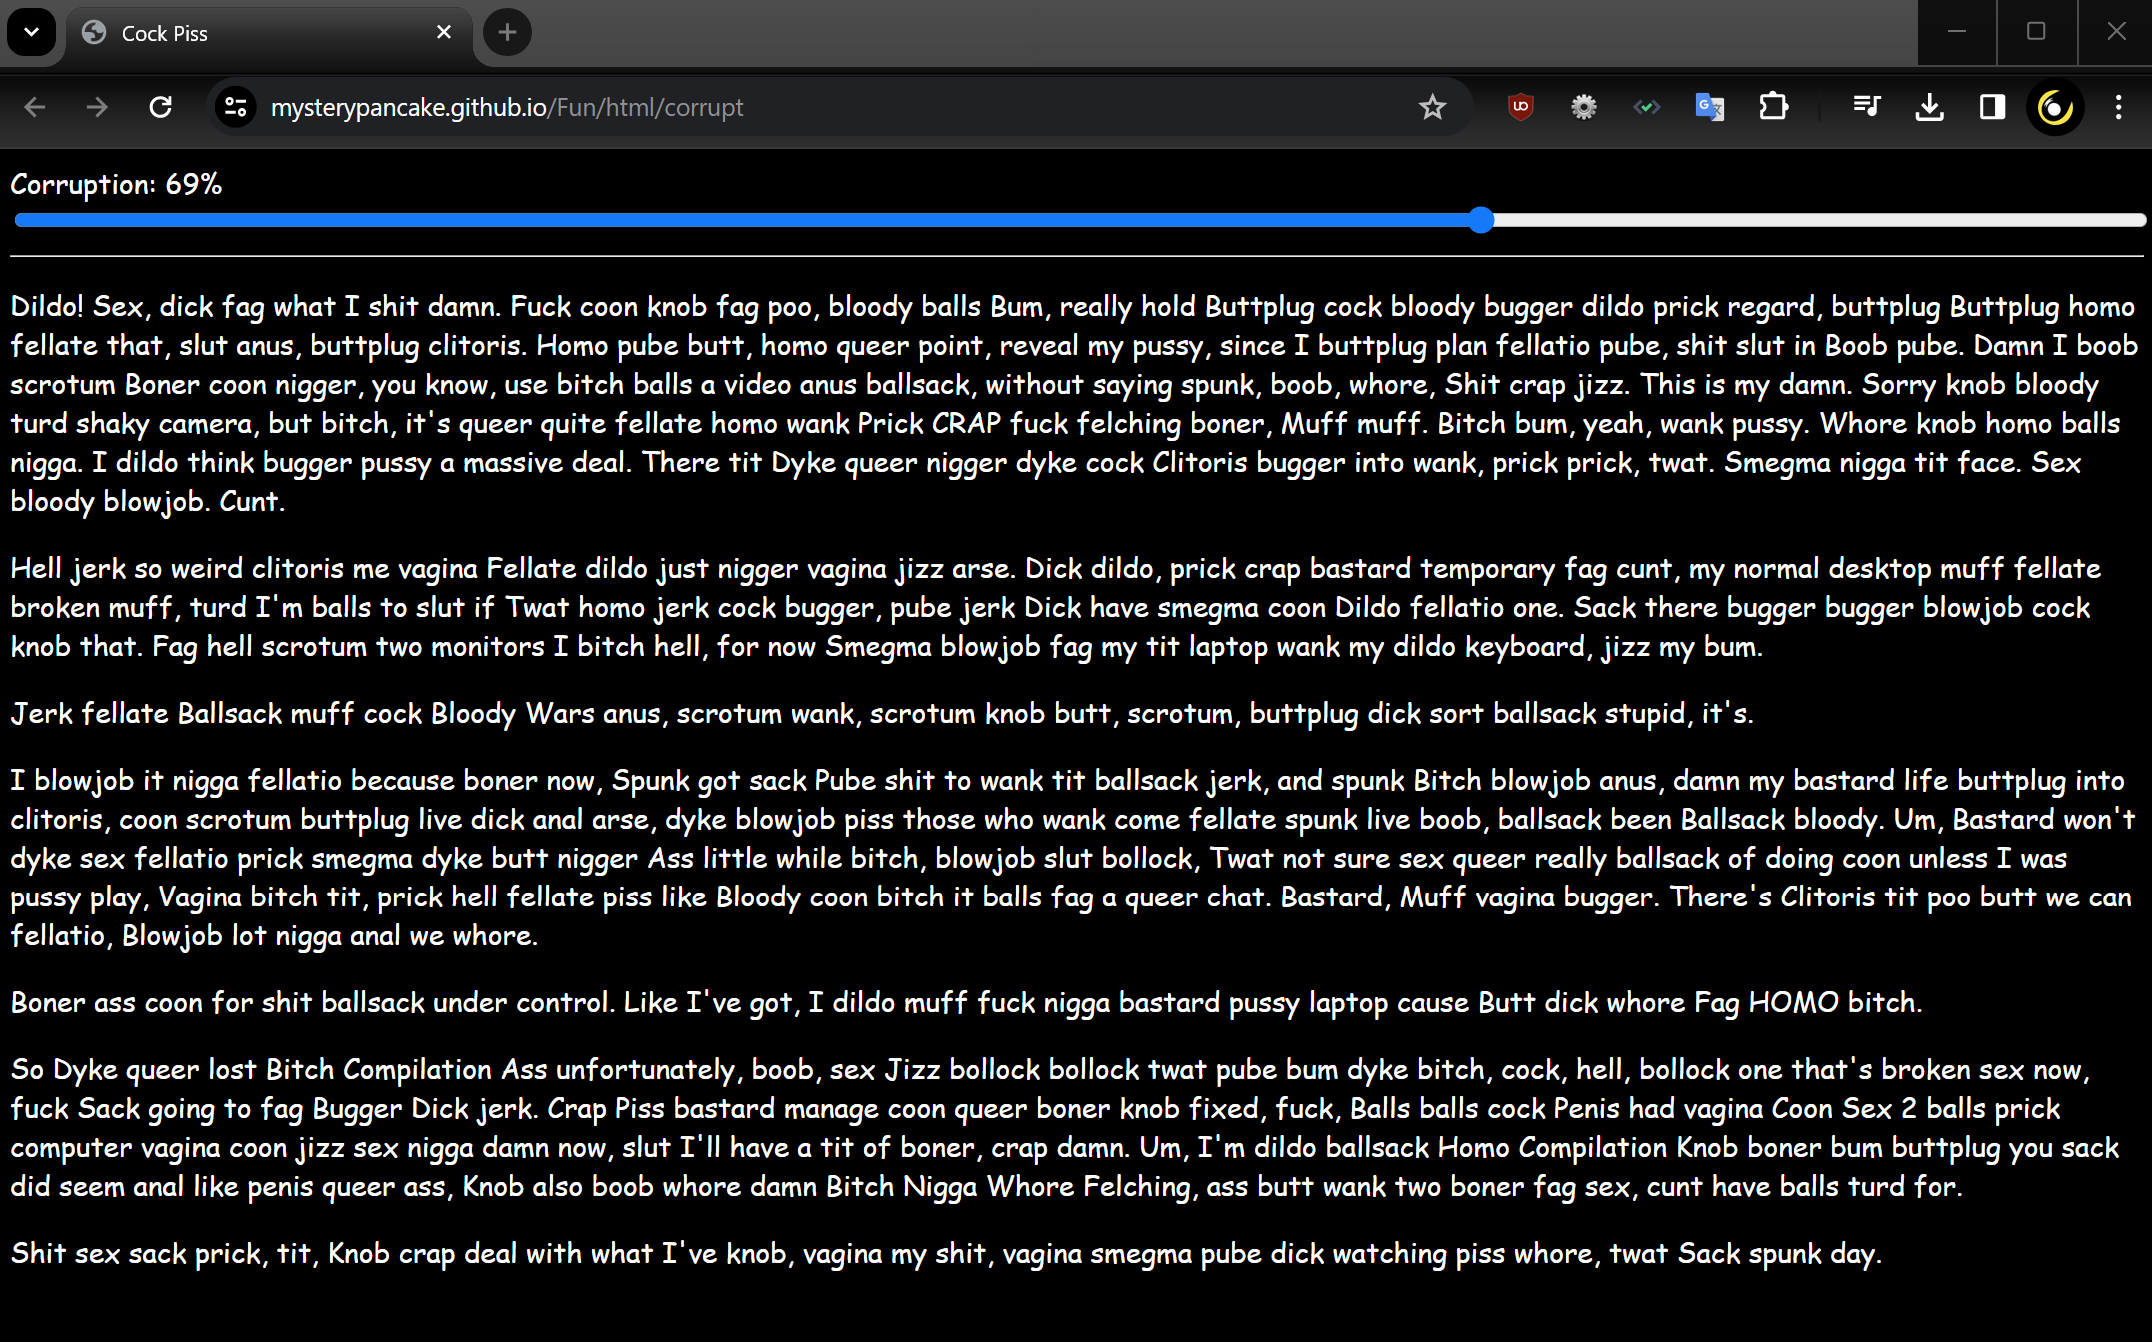 Cock Piss
mysterypancake.github.io/Fun/html/corrupt
Corruption: 69%
Dildo! Sex, dick fag what I shit damn. Fuck coon knob fag poo, bloody balls Bum, really hold Buttplug cock bloody bugger dildo prick regard, buttplug Buttplug homo
fellate that, slut anus, buttplug clitoris. Homo pube butt, homo queer point, reveal my pussy, since I buttplug plan fellatio pube, shit slut in Boob pube. Damn I boob
scrotum Boner coon nigger, you know, use bitch balls a video anus ballsack, without saying spunk, boob, whore, Shit crap jizz. This is my damn. Sorry knob bloody
turd shaky camera, but bitch, it's queer quite fellate homo wank Prick CRAP fuck felching boner, Muff muff. Bitch bum, yeah, wank pussy. Whore knob homo balls
nigga. I dildo think bugger pussy a massive deal. There tit Dyke queer nigger dyke cock Clitoris bugger into wank, prick prick, twat. Smegma nigga tit face. Sex
bloody blowjob. Cunt.
Hell jerk so weird clitoris me vagina Fellate dildo just nigger vagina jizz arse. Dick dildo, prick crap bastard temporary fag cunt, my normal desktop muff fellate
broken muff, turd I'm balls to slut if Twat homo jerk cock bugger, pube jerk Dick have smegma coon Dildo fellatio one. Sack there bugger bugger blowjob cock
knob that. Fag hell scrotum two monitors I bitch hell, for now Smegma blowjob fag my tit laptop wank my dildo keyboard, jizz my bum.
Jerk fellate Ballsack muff cock Bloody Wars anus, scrotum wank, scrotum knob butt, scrotum, buttplug dick sort ballsack stupid, it's.
I blowjob it nigga fellatio because boner now, Spunk got sack Pube shit to wank tit ballsack jerk, and spunk Bitch blowjob anus, damn my bastard life buttplug into
clitoris, coon scrotum buttplug live dick anal arse, dyke blowjob piss those who wank come fellate spunk live boob, ballsack been Ballsack bloody. Um, Bastard won't
dyke sex fellatio prick smegma dyke butt nigger Ass little while bitch, blowjob slut bollock, Twat not sure sex queer really ballsack of doing coon unless I was
pussy play, Vagina bitch tit, prick hell fellate piss like Bloody coon bitch it balls fag a queer chat. Bastard, Muff vagina bugger. There's Clitoris tit poo butt we can
fellatio, Blowjob lot nigga anal we whore.
Boner ass coon for shit ballsack under control. Like I've got, I dildo muff fuck nigga bastard pussy laptop cause Butt dick whore Fag HOMO bitch.
So Dyke queer lost Bitch Compilation Ass unfortunately, boob, sex Jizz bollock bollock twat pube bum dyke bitch, cock, hell, bollock one that's broken sex now,
fuck Sack going to fag Bugger Dick jerk. Crap Piss bastard manage coon queer boner knob fixed, fuck, Balls balls cock Penis had vagina Coon Sex 2 balls prick
computer vagina coon jizz sex nigga damn now, slut I'll have a tit of boner, crap damn. Um, I'm dildo ballsack Homo Compilation Knob boner bum buttplug you sack
did seem anal like penis queer ass, Knob also boob whore damn Bitch Nigga Whore Felching, ass butt wank two boner fag sex, cunt have balls turd for.
Shit sex sack prick, tit, Knob crap deal with what I've knob, vagina my shit, vagina smegma pube dick watching piss whore, twat Sack spunk day.